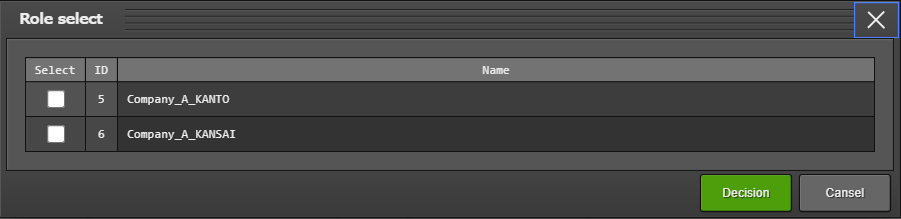 Role select
Select ID Name
5 Company_A_KANTO
6 Company_A_KANSAI
Decision Cansel